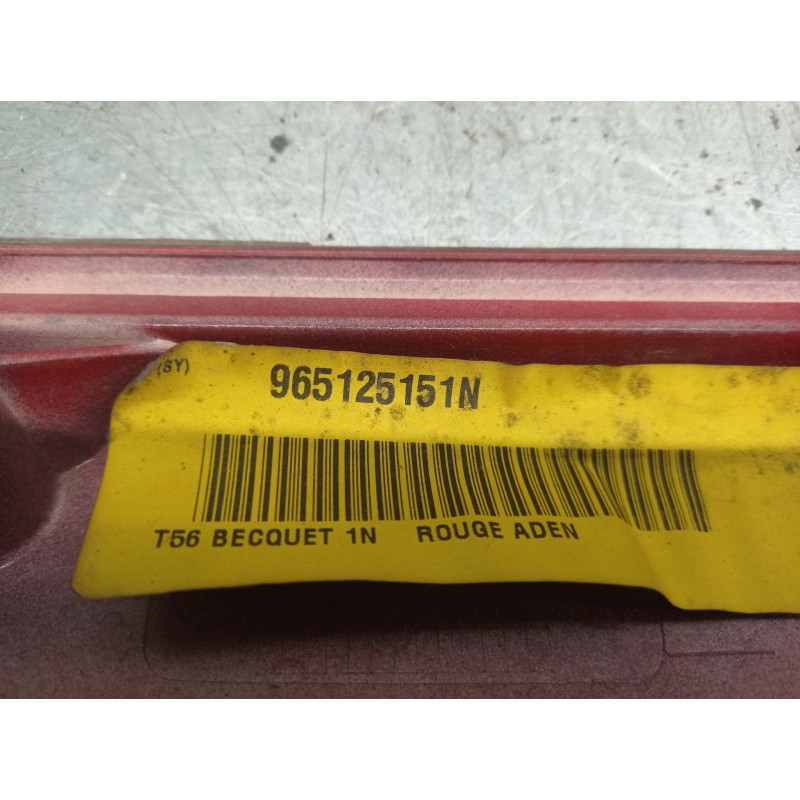 (SY) 965125151N
T56 BECQUET 1N ROUGE ADEN